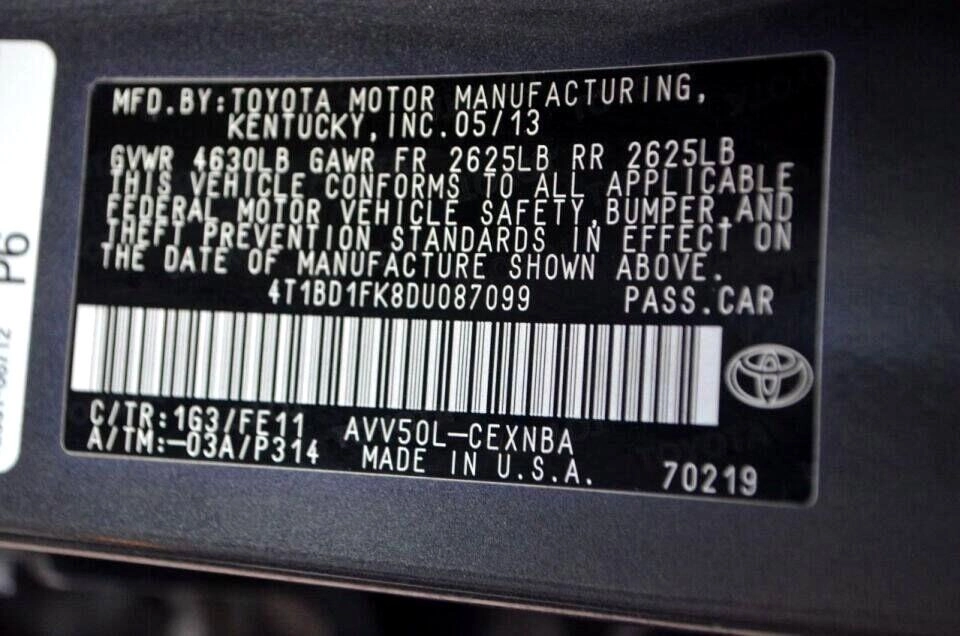 MFD.BY:TOYOTA MOTOR MANUFACTURING,
KENTUCKY,INC.05/13
GVWR 4630LB GAWR FR 2625LB RR 2625LB
THIS VEHICLE CONFORMS TO ALL APPLICABLE
FEDERAL MOTOR VEHICLE SAFETY,BUMPER,AND
THEFT PREVENTION STANDARDS IN EFFECT ON
THE DATE OF MANUFACTURE SHOWN ABOVE.
4T1BD1FK8DU087099 PASS.CAR
C/TR:1G3/FE11 AVV50L-CEXNBA
A/TM:-03A/P314 MADE IN U.S.A. 70219
P6